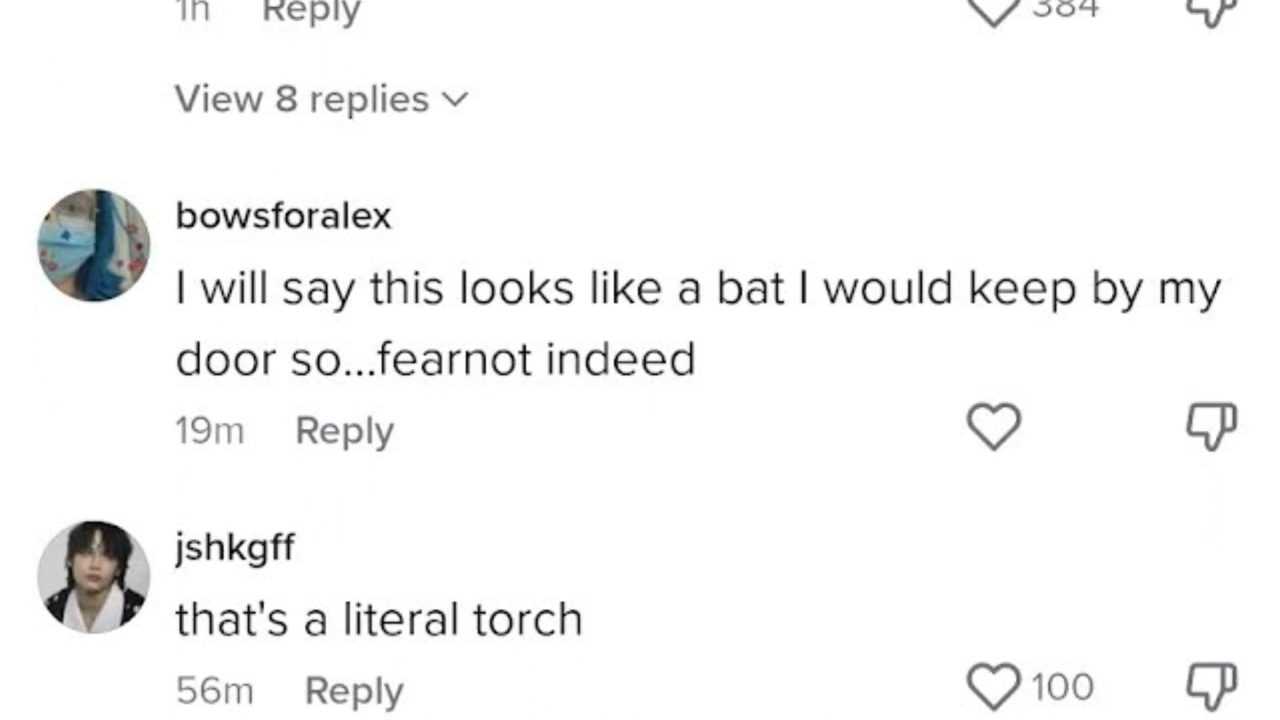 1h Reply 384
View 8 replies
bowsforalex
I will say this looks like a bat I would keep by my
door so...fearnot indeed
19m Reply
jshkgff
that's a literal torch
56m Reply 100